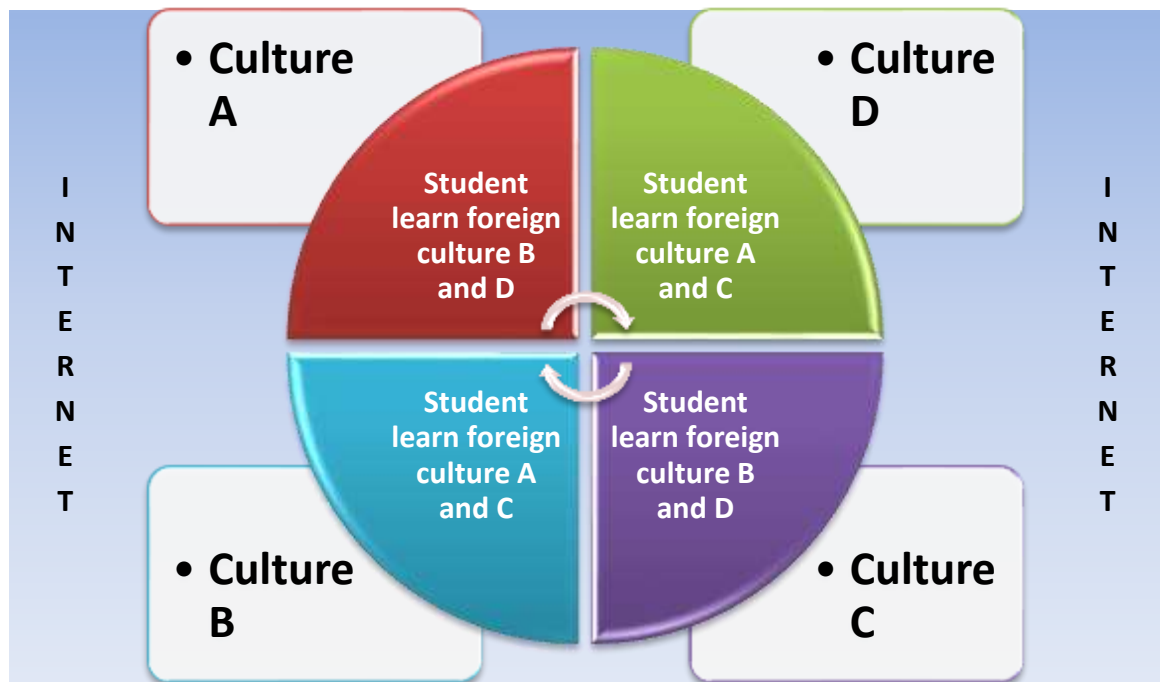 • Culture
A
• Culture
D
I
N
T
E
R
N
E
T
Student
learn foreign
culture B
and D
Student
learn foreign
culture A
and C
I
N
T
E
R
N
E
T
Student
learn foreign
culture A
and C
Student
learn foreign
culture B
and D
• Culture
B
• Culture
C